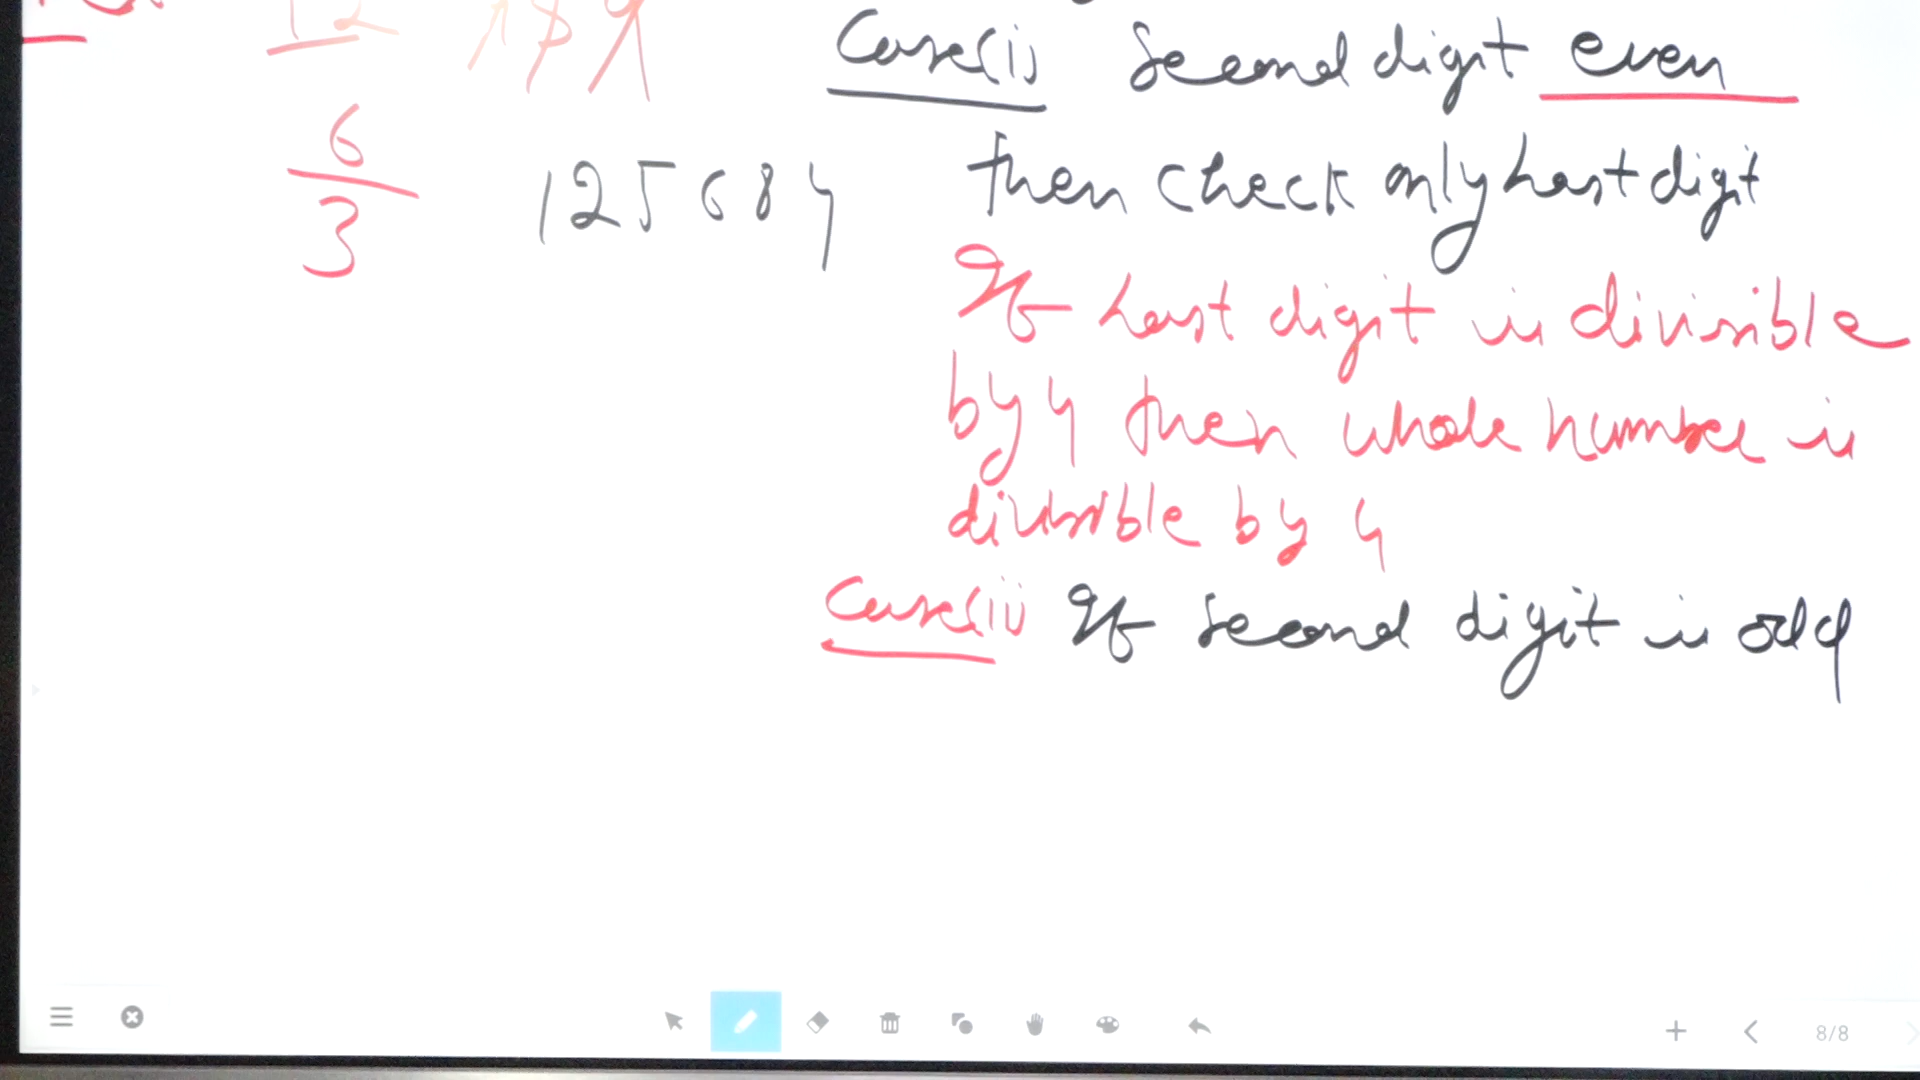 12
Case(i) Second digit even
6
3
125684 then check only last digit
If last digit is divisible
by 4 then whole number is
divisible by 4
Case(ii) If second digit is odd
8/8